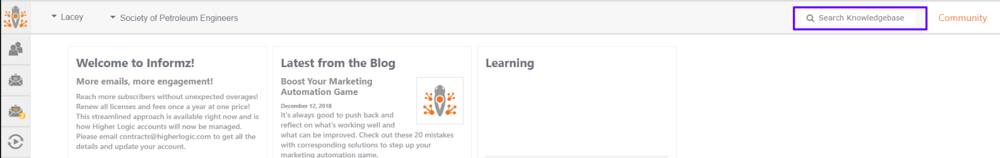 Lacey
Society of Petroleum Engineers
Search Knowledgebase
Community
2
Welcome to Informz!
More emails, more engagement!
Reach more subscribers without unexpected overages!
Renew all licenses and fees once a year at one price!
This streamlined approach is available right now and is
how Higher Logic accounts will now be managed.
Please email contracts@higherlogic.com to get all the
details and update your account.
Latest from the Blog
Boost Your Marketing
Automation Game
December 12, 2018
It's always good to push back and
reflect on what's working well and
what can be improved. Check out these 20 mistakes
with corresponding solutions to step up your
marketing automation game.
Learning